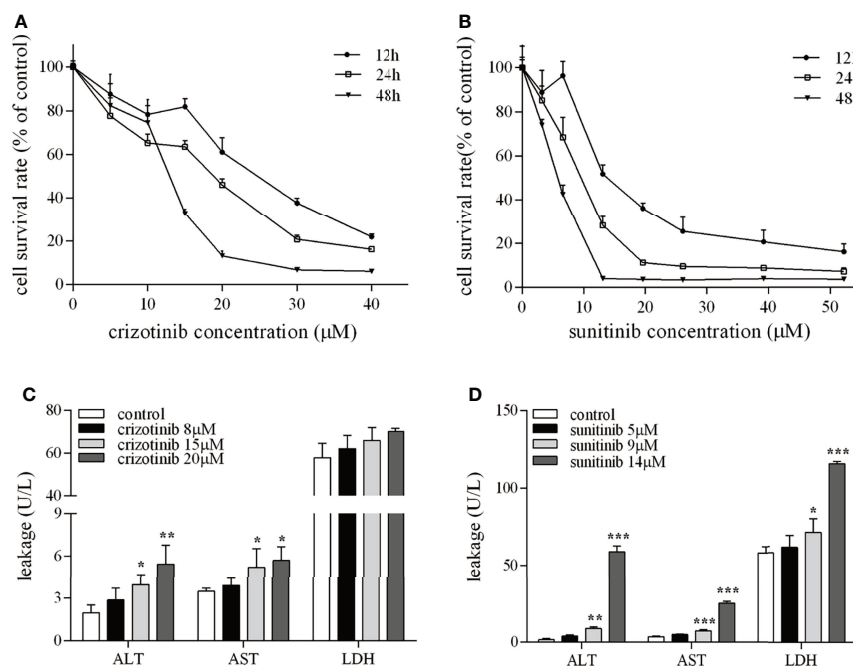 A
B
12h
24h
48h
100
80
60
40
20
0
cell survival rate (% of control)
0 10 20 30 40
crizotinib concentration (μM)
12
24
48
100
80
60
40
20
0
cell survival rate(% of control)
0 10 20 30 40 50
sunitinib concentration (μM)
C
D
control
crizotinib 8μM
crizotinib 15μM
crizotinib 20μM
80
60
40
9
6
3
0
leakage (U/L)
* ** * *
ALT AST LDH
control
sunitinib 5μM
sunitinib 9μM
sunitinib 14μM
150
100
50
0
leakage (U/L)
** *** *** *** * ***
ALT AST LDH